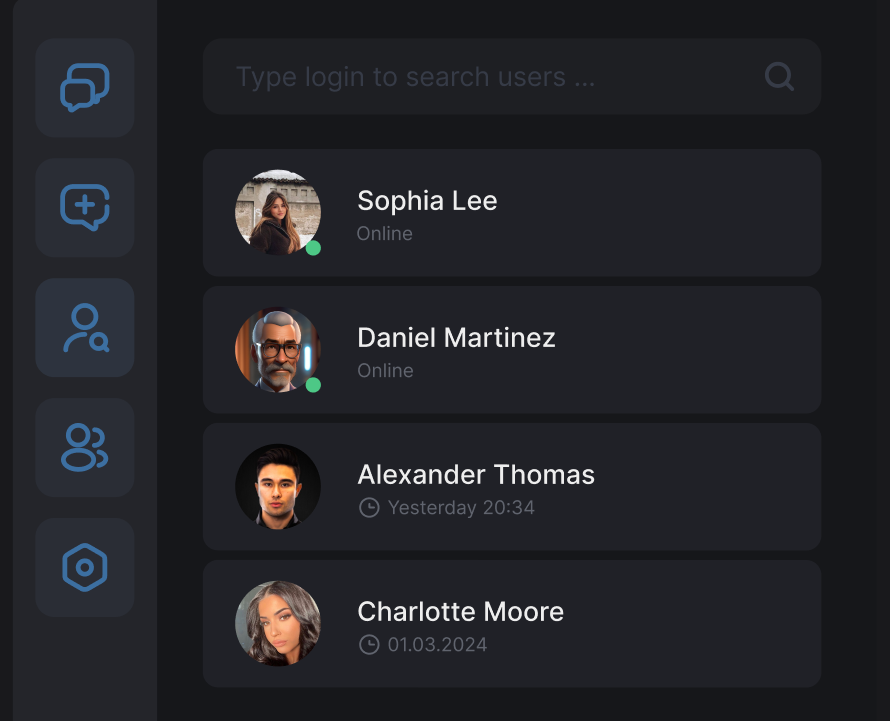 Type login to search users ...
Sophia Lee
Online
Daniel Martinez
Online
Alexander Thomas
Yesterday 20:34
Charlotte Moore
01.03.2024